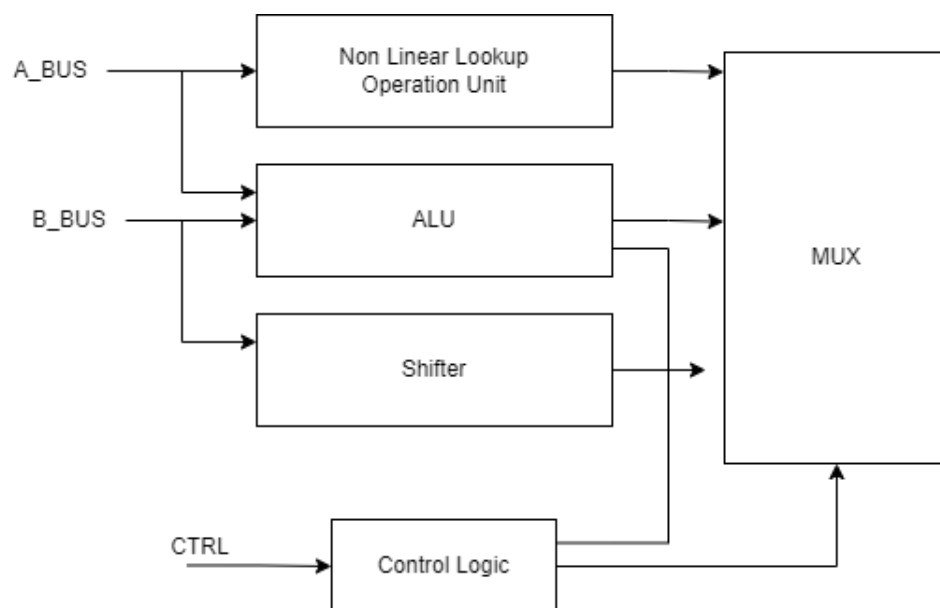 Non Linear Lookup
Operation Unit
A_BUS
B_BUS
ALU
MUX
Shifter
CTRL
Control Logic